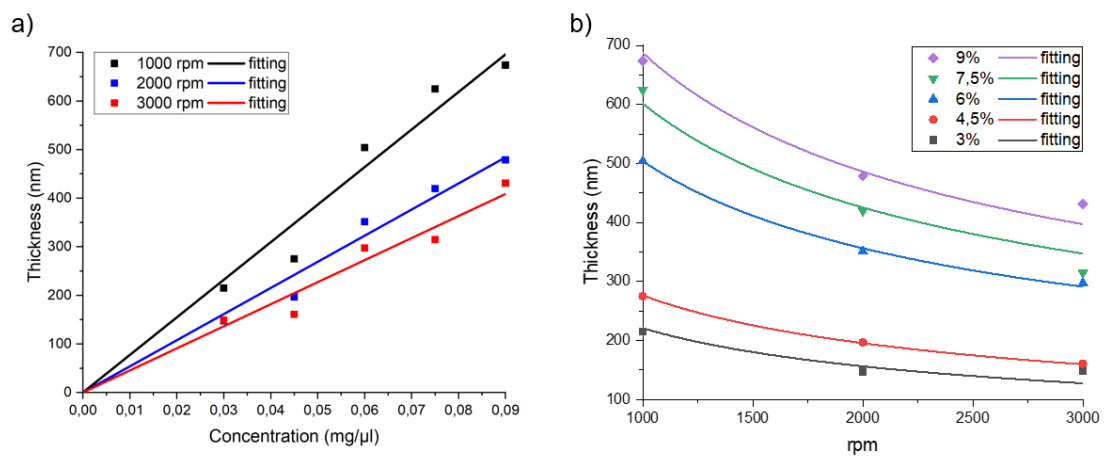 a)
700
600
500
400
300
200
100
0
Thickness (nm)
1000 rpm fitting
2000 rpm fitting
3000 rpm fitting
0,00 0,01 0,02 0,03 0,04 0,05 0,06 0,07 0,08 0,09
Concentration (mg/µl)
b)
700
600
500
400
300
200
100
Thickness (nm)
9% fitting
7,5% fitting
6% fitting
4,5% fitting
3% fitting
1000 1500 2000 2500 3000
rpm